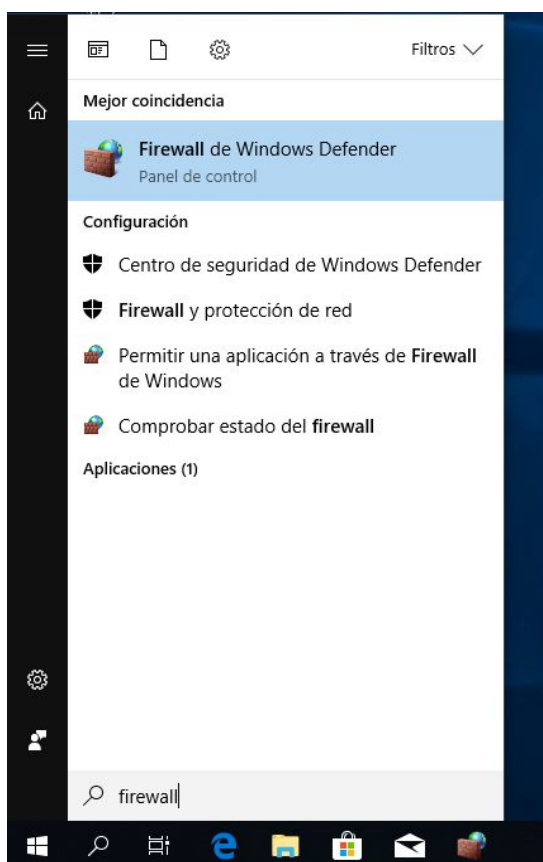 Filtros
Mejor coincidencia
Firewall de Windows Defender
Panel de control
Configuración
Centro de seguridad de Windows Defender
Firewall y protección de red
Permitir una aplicación a través de Firewall
de Windows
Comprobar estado del firewall
Aplicaciones (1)
firewall